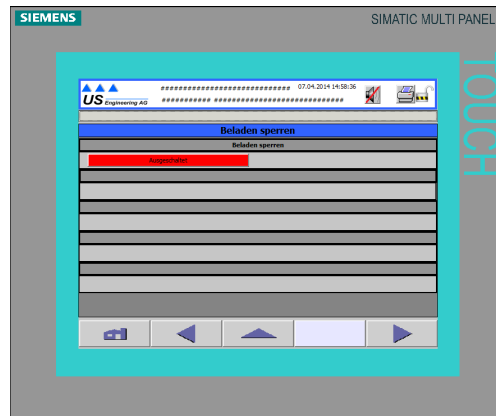 SIEMENS
SIMATIC MULTI PANEL
TOUCH
US Engineering AG
############################## 07.04.2014 14:58:36
########### ##############################
Beladen sperren
Beladen sperren
Ausgeschaltet